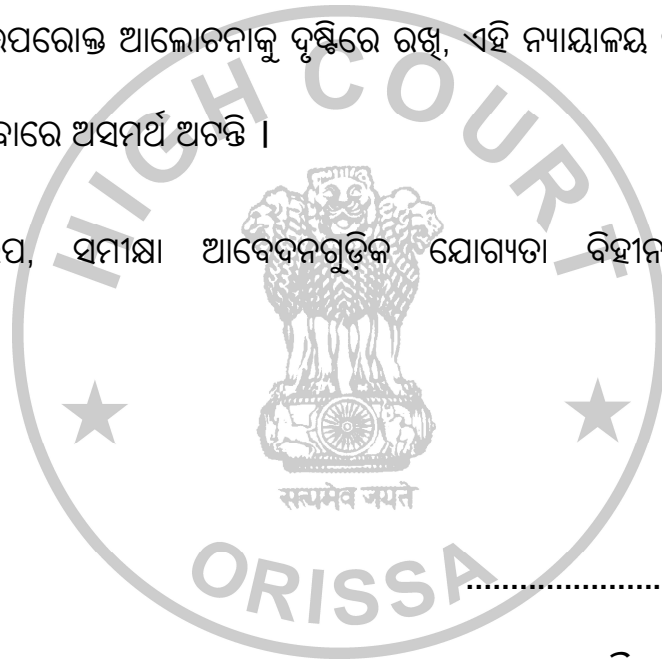 ଉପରୋକ୍ତ ଆଲୋଚନାକୁ ଦୃଷ୍ଟିରେ ରଖି, ଏହି ନ୍ୟାୟାଳୟ
ଅସମର୍ଥ ଅଟନ୍ତି ।
ସମୀକ୍ଷା ଆବେଦନଗୁଡ଼ିକ ଯୋଗ୍ୟତା ବିହୀନ
HIGH COURT
सत्यमेव जयते
ORISSA
......................